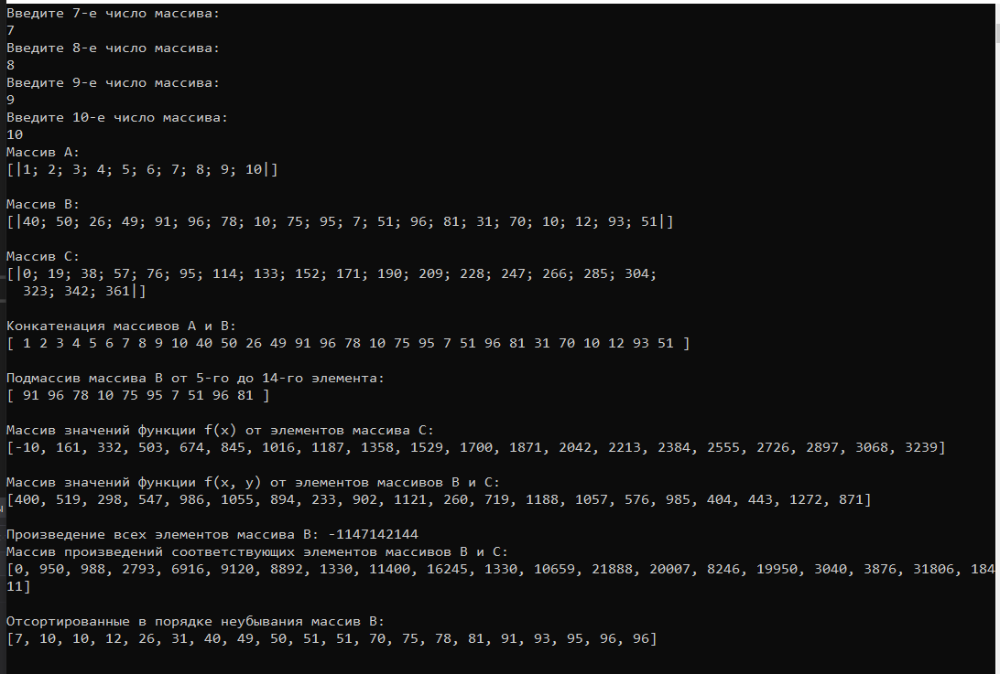 Введите 7-е число массива:
7
Введите 8-е число массива:
8
Введите 9-е число массива:
9
Введите 10-е число массива:
10
Массив A:
[|1; 2; 3; 4; 5; 6; 7; 8; 9; 10|]
Массив B:
[|40; 50; 26; 49; 91; 96; 78; 10; 75; 95; 7; 51; 96; 81; 31; 70; 10; 12; 93; 51|]
Массив C:
[|0; 19; 38; 57; 76; 95; 114; 133; 152; 171; 190; 209; 228; 247; 266; 285; 304;
323; 342; 361|]
Конкатенация массивов A и B:
[ 1 2 3 4 5 6 7 8 9 10 40 50 26 49 91 96 78 10 75 95 7 51 96 81 31 70 10 12 93 51 ]
Подмассив массива B от 5-го до 14-го элемента:
[ 91 96 78 10 75 95 7 51 96 81 ]
Массив значений функции f(x) от элементов массива C:
[-10, 161, 332, 503, 674, 845, 1016, 1187, 1358, 1529, 1700, 1871, 2042, 2213, 2384, 2555, 2726, 2897, 3068, 3239]
Массив значений функции f(x, y) от элементов массивов B и C:
[400, 519, 298, 547, 986, 1055, 894, 233, 902, 1121, 260, 719, 1188, 1057, 576, 985, 404, 443, 1272, 871]
Произведение всех элементов массива B: -1147142144
Массив произведений соответствующих элементов массивов B и C:
[0, 950, 988, 2793, 6916, 9120, 8892, 1330, 11400, 16245, 1330, 10659, 21888, 20007, 8246, 19950, 3040, 3876, 31806, 184
11]
Отсортированные в порядке неубывания массив B:
[7, 10, 10, 12, 26, 31, 40, 49, 50, 51, 51, 70, 75, 78, 81, 91, 93, 95, 96, 96]